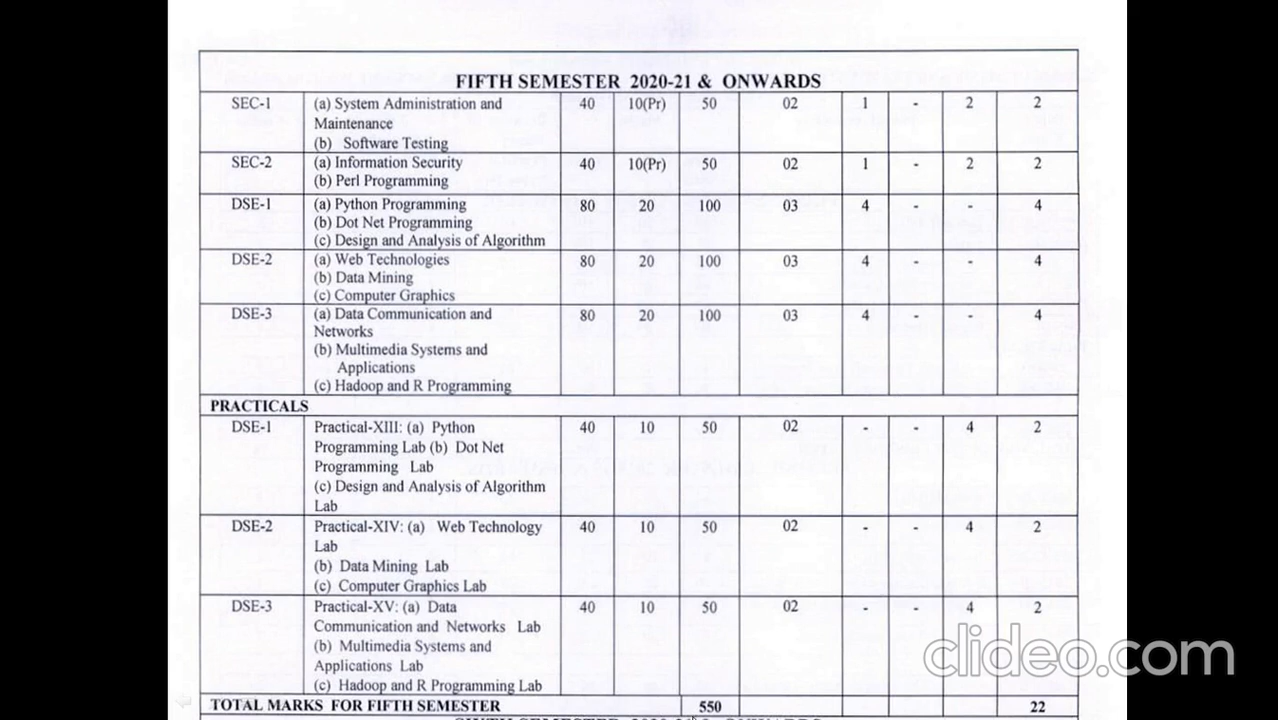 FIFTH SEMESTER 2020-21 & ONWARDS
SEC-1 (a) System Administration and 40 10(Pr) 50 02 1 - 2 2
Maintenance
(b) Software Testing
SEC-2 (a) Information Security 40 10(Pr) 50 02 1 - 2 2
(b) Perl Programming
DSE-1 (a) Python Programming 80 20 100 03 4 - - 4
(b) Dot Net Programming
(c) Design and Analysis of Algorithm
DSE-2 (a) Web Technologies 80 20 100 03 4 - - 4
(b) Data Mining
(c) Computer Graphics
DSE-3 (a) Data Communication and 80 20 100 03 4 - - 4
Networks
(b) Multimedia Systems and
Applications
(c) Hadoop and R Programming
PRACTICALS
DSE-1 Practical-XIII: (a) Python 40 10 50 02 - - 4 2
Programming Lab (b) Dot Net
Programming Lab
(c) Design and Analysis of Algorithm
Lab
DSE-2 Practical-XIV: (a) Web Technology 40 10 50 02 - - 4 2
Lab
(b) Data Mining Lab
(c) Computer Graphics Lab
DSE-3 Practical-XV: (a) Data 40 10 50 02 - - 4 2
Communication and Networks Lab
(b) Multimedia Systems and
Applications Lab
(c) Hadoop and R Programming Lab
TOTAL MARKS FOR FIFTH SEMESTER 550 22
clideo.com